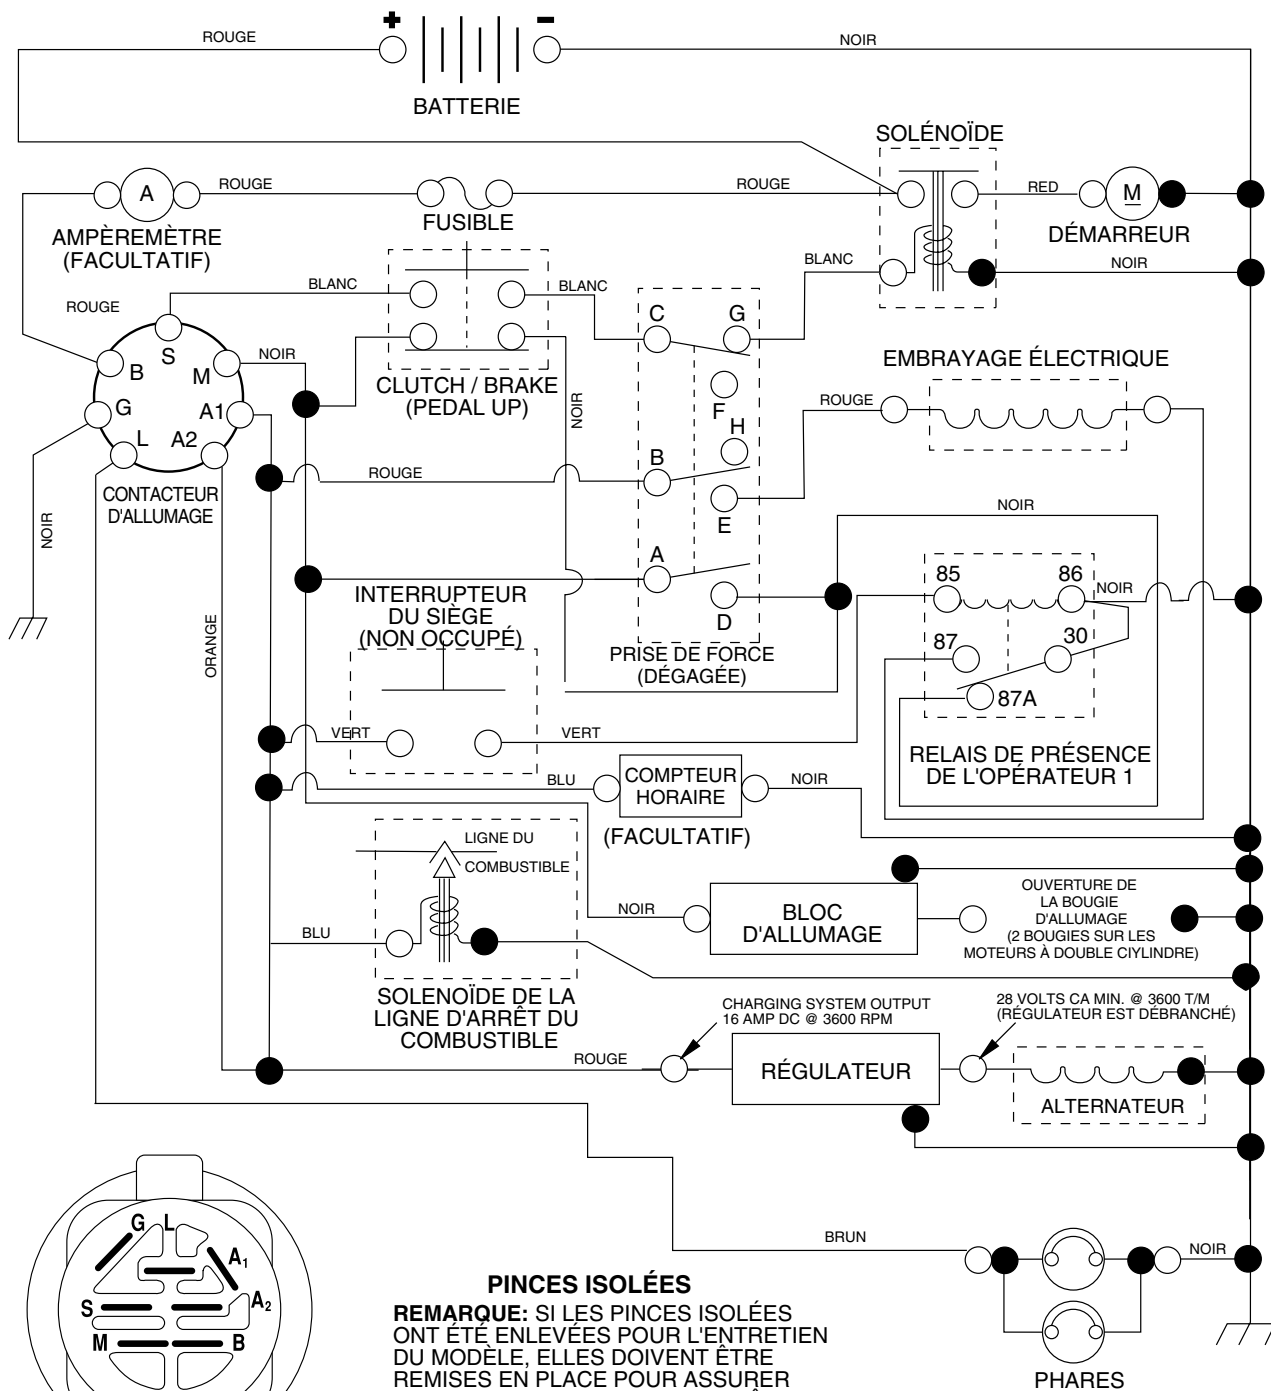 +
-
ROUGE
NOIR
BATTERIE
SOLÉNOÏDE
A
ROUGE
ROUGE
RED
M
AMPÈREMÈTRE
(FACULTATIF)
FUSIBLE
DÉMARREUR
BLANC
NOIR
ROUGE
BLANC
BLANC
S
B
M
G
A1
L
A2
NOIR
C
G
CLUTCH / BRAKE
(PEDAL UP)
EMBRAYAGE ÉLECTRIQUE
NOIR
F
ROUGE
H
B
ROUGE
CONTACTEUR
D'ALLUMAGE
E
NOIR
NOIR
A
INTERRUPTEUR
DU SIÈGE
(NON OCCUPÉ)
85
86
NOIR
D
ORANGE
PRISE DE FORCE
(DÉGAGÉE)
87
30
87A
VERT
VERT
RELAIS DE PRÉSENCE
DE L'OPÉRATEUR 1
BLU
COMPTEUR
HORAIRE
NOIR
(FACULTATIF)
LIGNE DU
COMBUSTIBLE
NOIR
BLOC
D'ALLUMAGE
OUVERTURE DE
LA BOUGIE
D'ALLUMAGE
(2 BOUGIES SUR LES
MOTEURS À DOUBLE CIYLINDRE)
BLU
SOLENOÏDE DE LA
LIGNE D'ARRÊT DU
COMBUSTIBLE
CHARGING SYSTEM OUTPUT
16 AMP DC @ 3600 RPM
28 VOLTS CA MIN. @ 3600 T/M
(RÉGULATEUR EST DÉBRANCHÉ)
ROUGE
RÉGULATEUR
ALTERNATEUR
G
L
A1
A2
S
M
B
BRUN
NOIR
PHARES
PINCES ISOLÉES
REMARQUE: SI LES PINCES ISOLÉES
ONT ÉTÉ ENLEVÉES POUR L'ENTRETIEN
DU MODÈLE, ELLES DOIVENT ÊTRE
REMISES EN PLACE POUR ASSURER